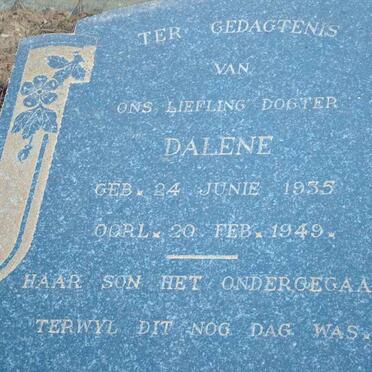 TER GEDAGTENIS
VAN
ONS LIEFLING DOGTER
DALENE
GEB. 24 JUNIE 1935
OORL. 20 FEB. 1949.
HAAR SON HET ONDERGEGAA
TERWYL DIT NOG DAG WAS.